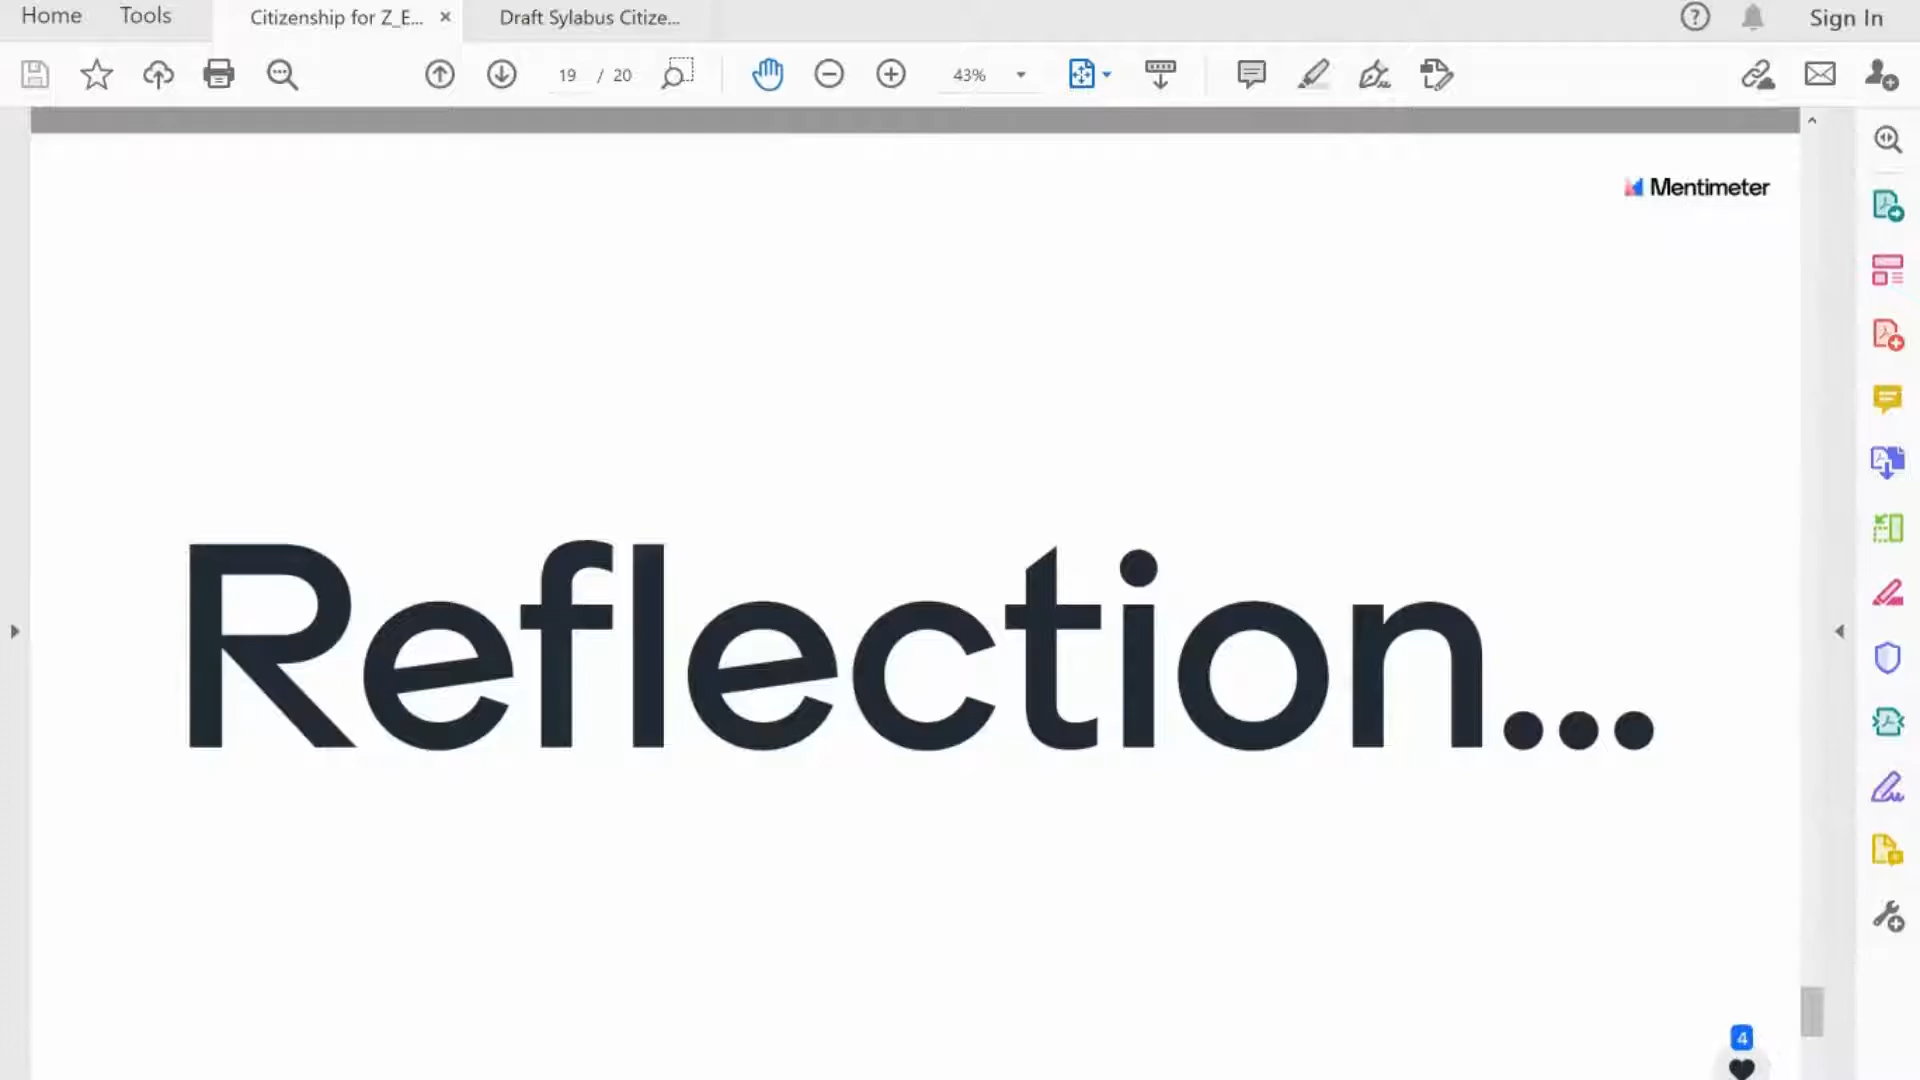 Home Tools Citizenship for Z_E... × Draft Sylabus Citize... Sign In
19 / 20 43%
Mentimeter
Reflection...
4